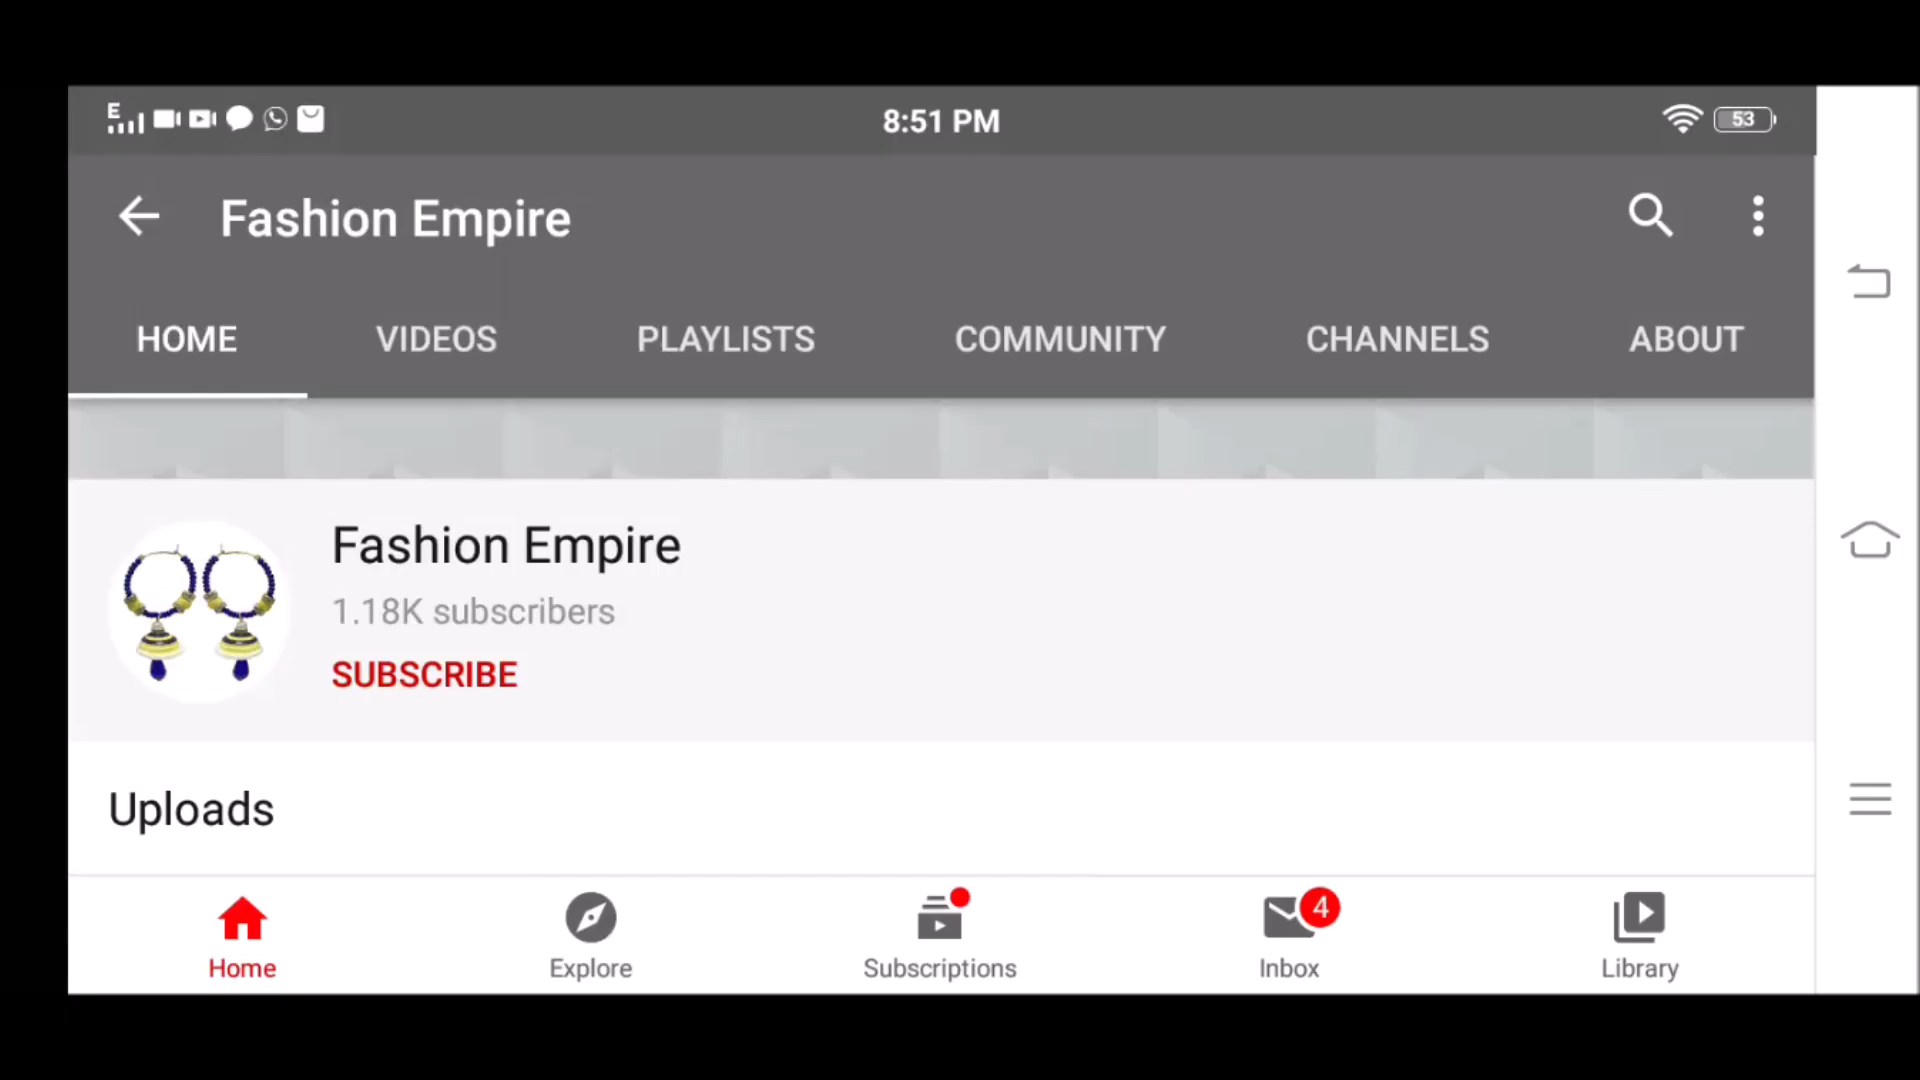 E 8:51 PM 53
Fashion Empire
HOME VIDEOS PLAYLISTS COMMUNITY CHANNELS ABOUT
Fashion Empire
1.18K subscribers
SUBSCRIBE
Uploads
4
Home Explore Subscriptions Inbox Library